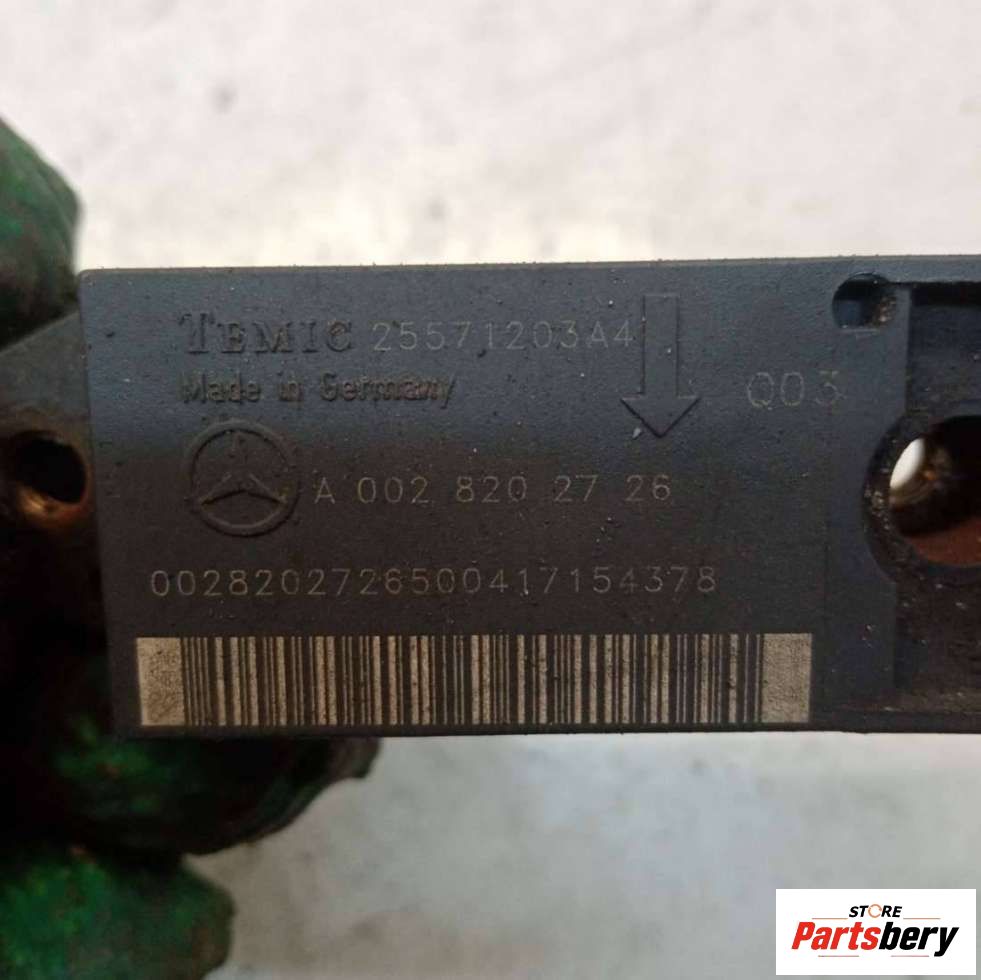 TEMIC 25571203A4
Made in Germany
Q03
A 002 820 27 26
0028202726500417154378
STORE
Partsbery